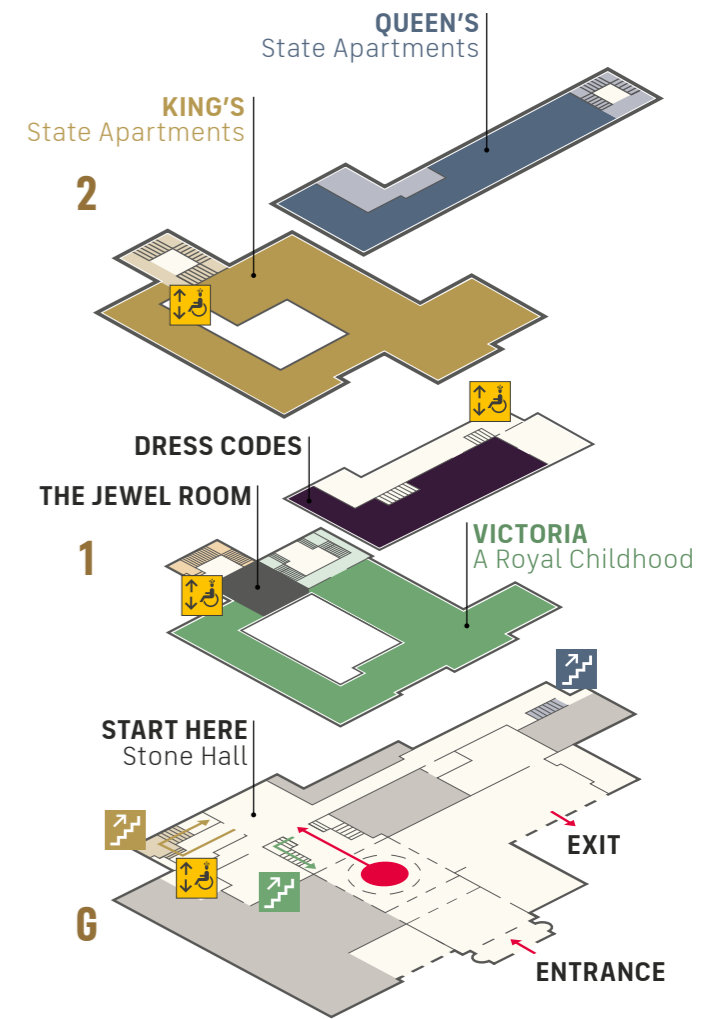 QUEEN'S
State Apartments
KING'S
State Apartments
2
DRESS CODES
THE JEWEL ROOM
1
VICTORIA
A Royal Childhood
START HERE
Stone Hall
EXIT
G
ENTRANCE